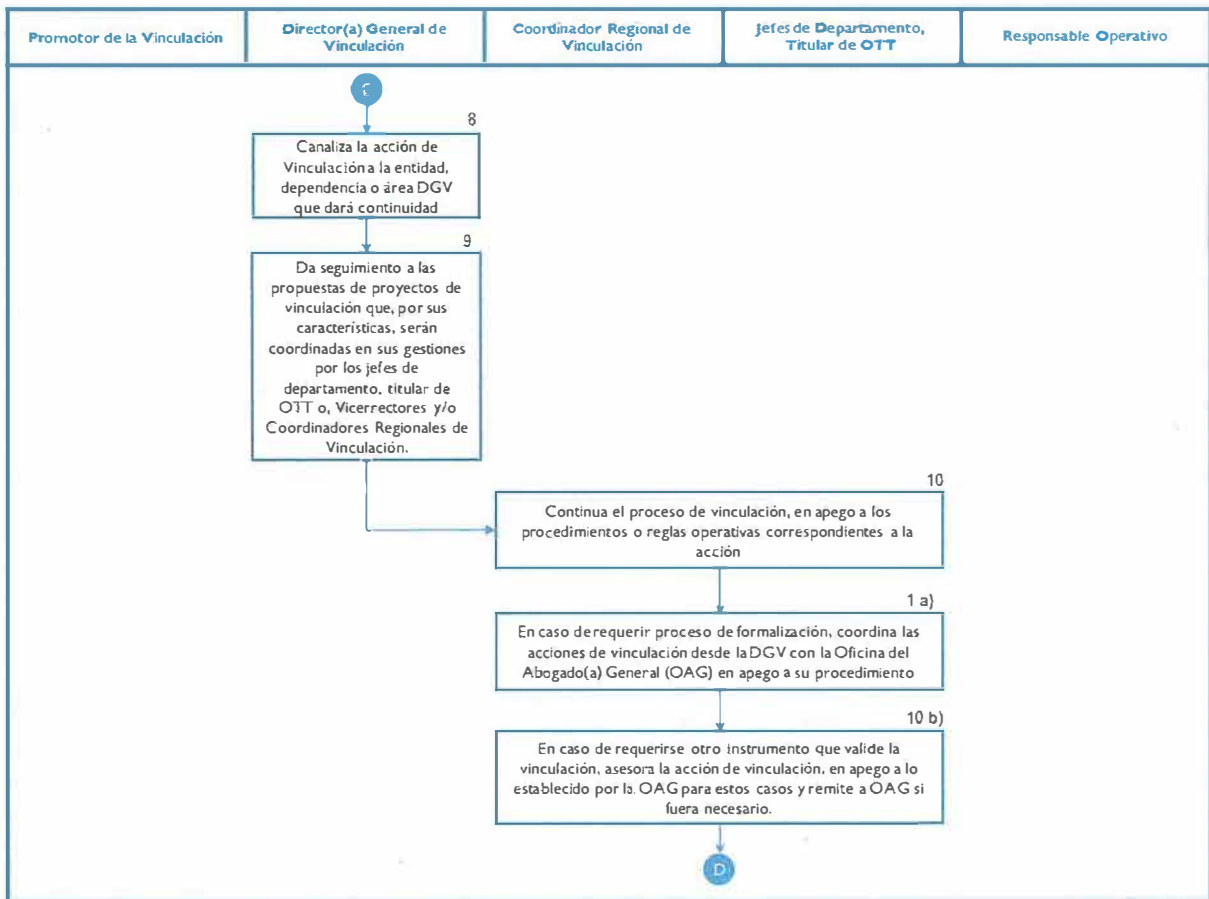 Promotor de la Vinculación
Director(a) General de
Vinculación
Coordinador Regional de
Vinculación
Jefes de Departamento,
Titular de OTT
Responsable Operativo
C
8
Canaliza la acción de
Vinculación a la entidad,
dependencia o área DGV
que dará continuidad
9
Da seguimiento a las
propuestas de proyectos de
vinculación que, por sus
características, serán
coordinadas en sus gestiones
por los jefes de
departamento, titular de
OTT o, Vicerrectores y/o
Coordinadores Regionales de
Vinculación.
10
Continua el proceso de vinculación, en apego a los
procedimientos o reglas operativas correspondientes a la
acción
1 a)
En caso de requerir proceso de formalización, coordina las
acciones de vinculación desde la DGV con la Oficina del
Abogado(a) General (OAG) en apego a su procedimiento
10 b)
En caso de requerirse otro instrumento que valide la
vinculación, asesora la acción de vinculación, en apego a lo
establecido por la OAG para estos casos y remite a OAG si
fuera necesario.
D